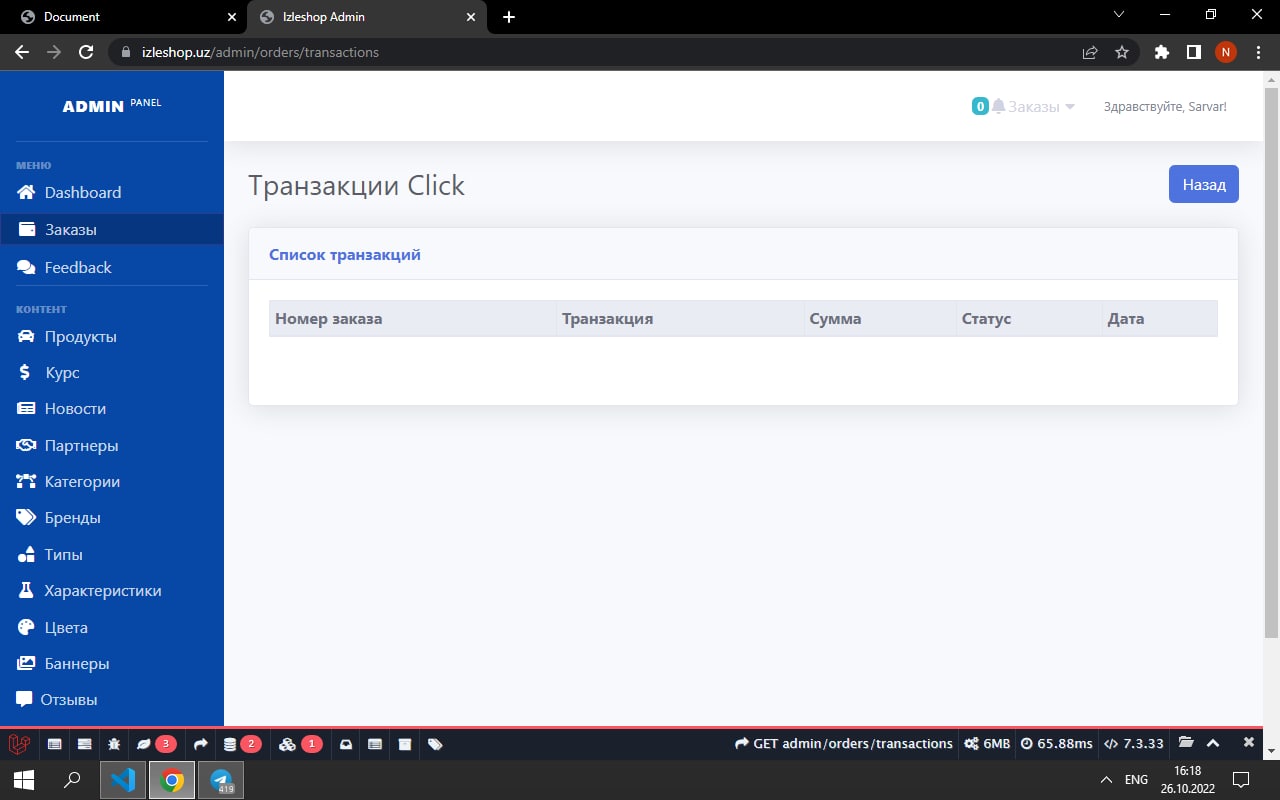 Document
Izleshop Admin
izleshop.uz/admin/orders/transactions
N
ADMIN PANEL
0 Заказы
Здравствуйте, Sarvar!
МЕНЮ
Dashboard
Заказы
Feedback
КОНТЕНТ
Продукты
Курс
Новости
Партнеры
Категории
Бренды
Типы
Характеристики
Цвета
Баннеры
Отзывы
Транзакции Click
Назад
Список транзакций
Номер заказа Транзакция Сумма Статус Дата
3 2 1 GET admin/orders/transactions 6MB 65.88ms 7.3.33
419
ENG
16:18
26.10.2022